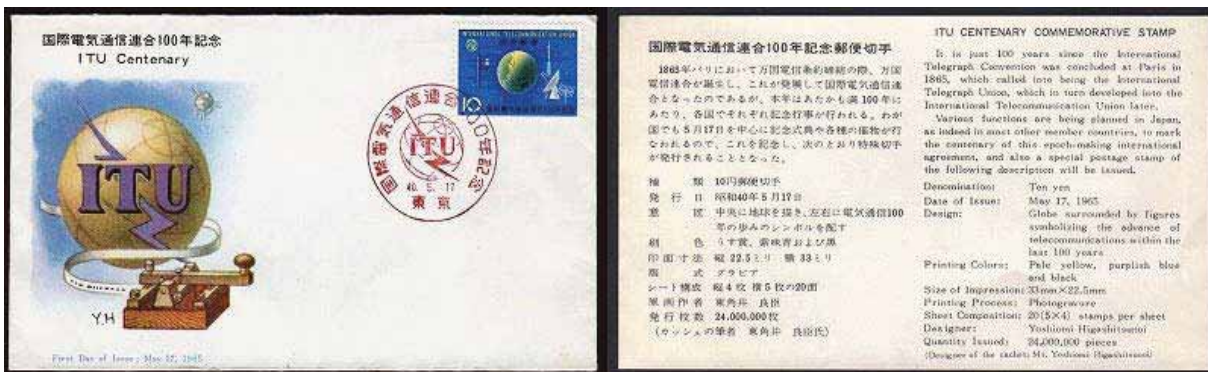 国際電気通信連合100年記念
ITU Centenary
ITU
Y.H
First Day of Issue; May 17, 1965
INTERNATIONAL TELECOMMUNICATION UNION
10
国際電気通信連合100年記念
ITU
40. 5. 17
東京
国際電気通信連合100年記念郵便切手
1865年パリにおいて万国電信条約締結の際、万国
電信連合が誕生し、これが発展して国際電気通信連
合となったのであるが、本年はあたかも満100年に
あたり、各国でそれぞれ記念行事が行われる。わが
国でも5月17日を中心に記念式典や各種の催物が行
なわれるので、これを記念し、次のとおり特殊切手
が発行されることとなった。
種 類 10円郵便切手
発 行 日 昭和40年5月17日
意 匠 中央に地球を描き、左右に電気通信100
年の歩みのシンボルを配す
刷 色 うす黄、紫味青および黒
印面寸法 縦 22.5ミリ 横 33ミリ
版 式 グラビア
シート構成 縦4枚 横5枚の20面
原画作者 東角井 良臣
発行枚数 24,000,000枚
(カッシェの筆者 東角井 良臣氏)
ITU CENTENARY COMMEMORATIVE STAMP
It is just 100 years since the International
Telegraph Convention was concluded at Paris in
1865, which called into being the International
Telegraph Union, which in turn developed into the
International Telecommunication Union later.
Various functions are being planned in Japan,
as indeed in most other member countries, to mark
the centenary of this epoch-making international
agreement, and also a special postage stamp of
the following description will be issued.
Denomination: Ten yen
Date of Issue: May 17, 1965
Design: Globe surrounded by figures
symbolizing the advance of
telecommunications within the
last 100 years
Printing Colors: Pale yellow, purplish blue
and black
Size of Impression: 33mm×22.5mm
Printing Process: Photogravure
Sheet Composition: 20 (5×4) stamps per sheet
Designer: Yoshiomi Higashitsunoi
Quantity Issued: 24,000,000 pieces
(Designer of the cachet: Mr. Yoshiomi Higashitsunoi)